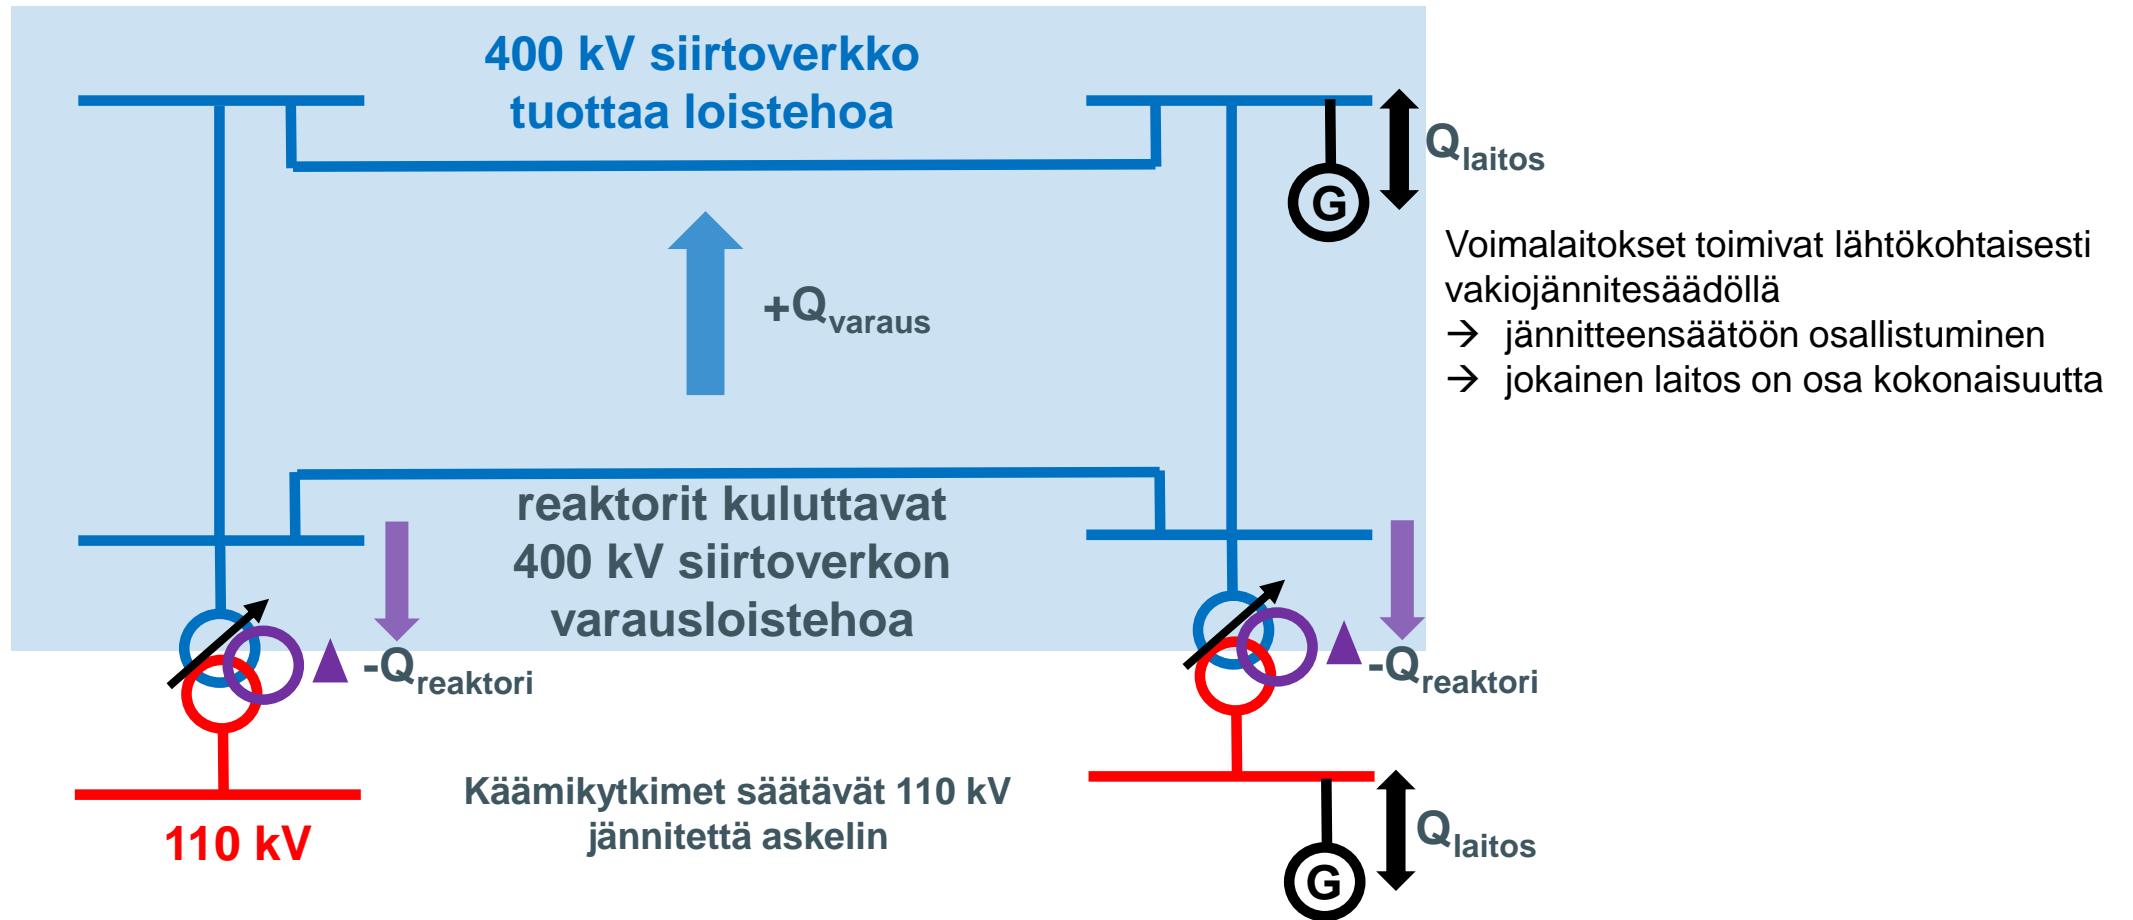 400 kV siirtoverkko
tuottaa loistehoa
Qlaitos
G
Voimalaitokset toimivat lähtökohtaisesti
vakiojännitesäädöllä
→ jännitteensäätöön osallistuminen
→ jokainen laitos on osa kokonaisuutta
+Qvaraus
reaktorit kuluttavat
400 kV siirtoverkon
varausloistehoa
-Qreaktori
-Qreaktori
Käämikytkimet säätävät 110 kV
jännitettä askelin
110 kV
Qlaitos
G